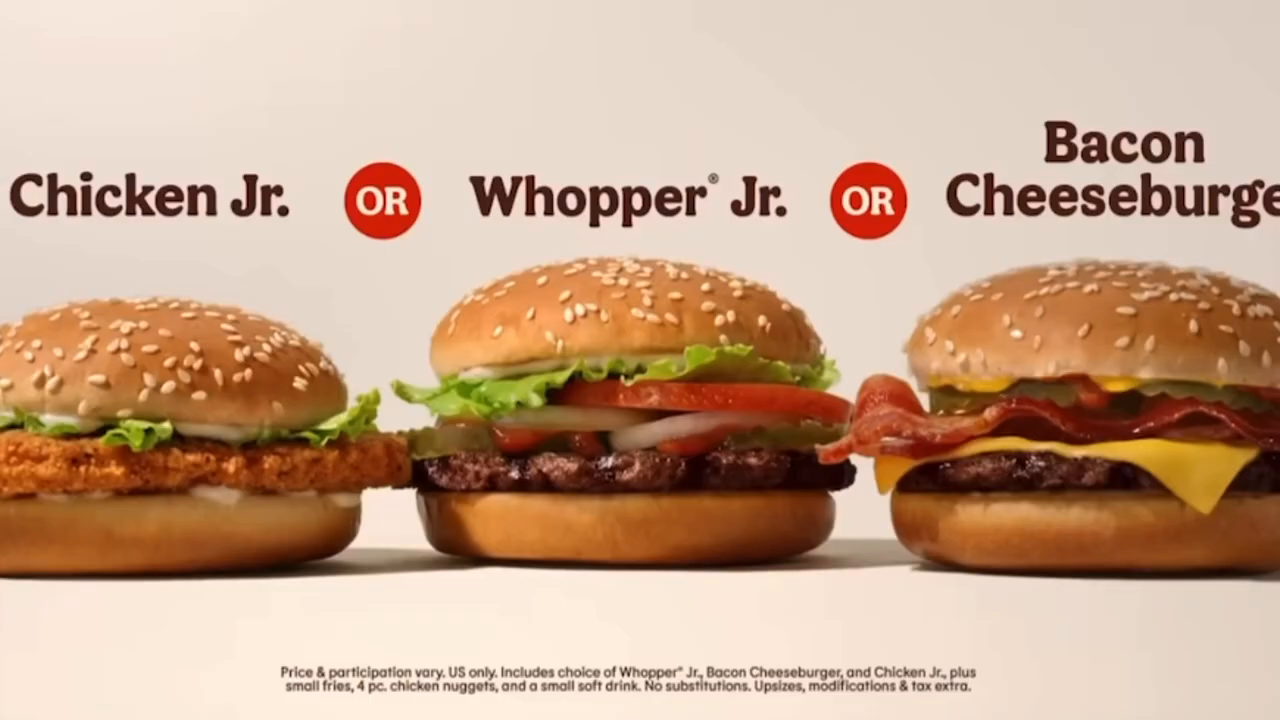 Chicken Jr.
OR
Whopper® Jr.
OR
Bacon
Cheeseburge
Price & participation vary. US only. Includes choice of Whopper® Jr., Bacon Cheeseburger, and Chicken Jr., plus
small fries, 4 pc. chicken nuggets, and a small soft drink. No substitutions. Upsizes, modifications & tax extra.